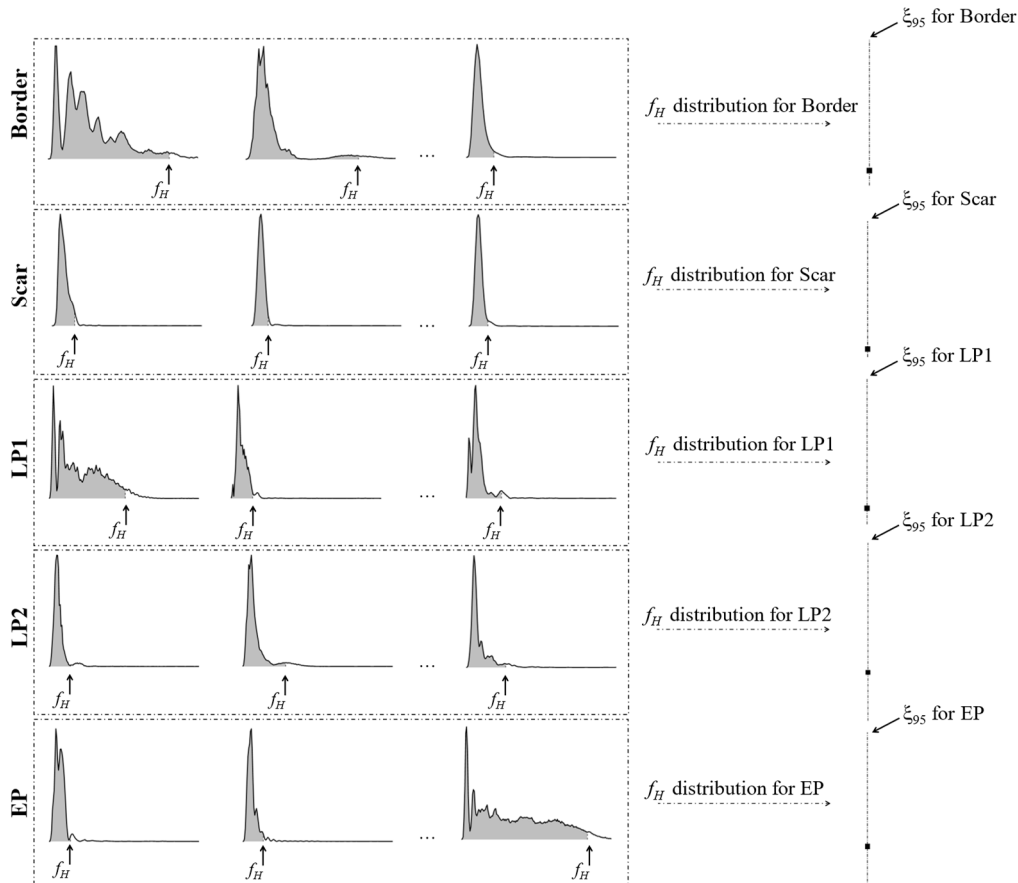 Border
f_H
f_H
...
f_H
f_H distribution for Border
ξ95 for Border
Scar
f_H
f_H
...
f_H
f_H distribution for Scar
ξ95 for Scar
LP1
f_H
f_H
...
f_H
f_H distribution for LP1
ξ95 for LP1
LP2
f_H
f_H
...
f_H
f_H distribution for LP2
ξ95 for LP2
EP
f_H
f_H
...
f_H
f_H distribution for EP
ξ95 for EP